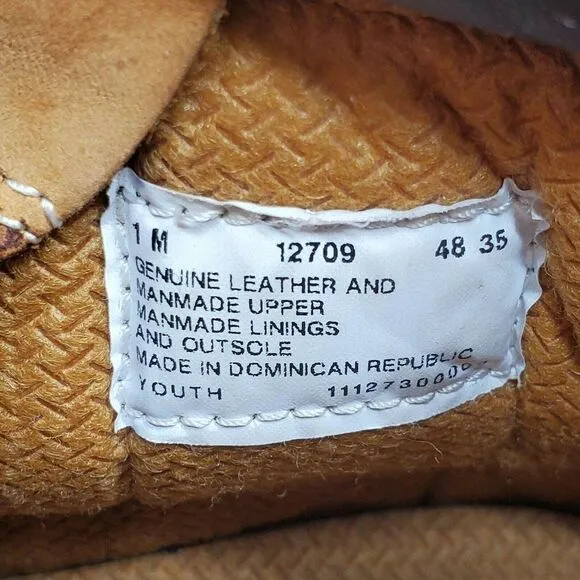 1 M 12709 48 35
GENUINE LEATHER AND
MANMADE UPPER
MANMADE LININGS
AND OUTSOLE
MADE IN DOMINICAN REPUBLIC
YOUTH